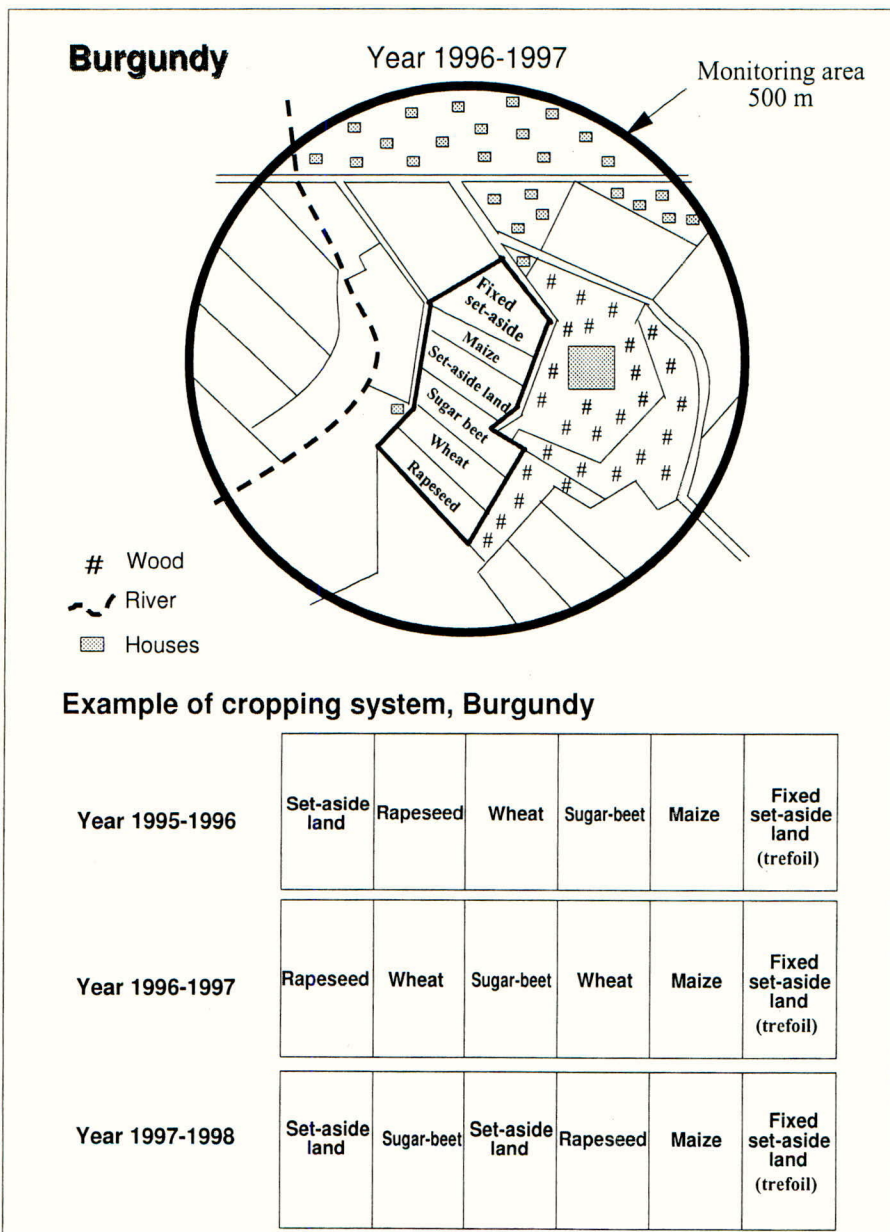 Burgundy
Year 1996-1997
Monitoring area
500 m
Fixed
set-aside
Maize
Set-aside land
Sugar beet
Wheat
Rapeseed
# Wood
River
Houses
Example of cropping system, Burgundy
Year 1995-1996
Set-aside
land
Rapeseed
Wheat
Sugar-beet
Maize
Fixed
set-aside
land
(trefoil)
Year 1996-1997
Rapeseed
Wheat
Sugar-beet
Wheat
Maize
Fixed
set-aside
land
(trefoil)
Year 1997-1998
Set-aside
land
Sugar-beet
Set-aside
land
Rapeseed
Maize
Fixed
set-aside
land
(trefoil)